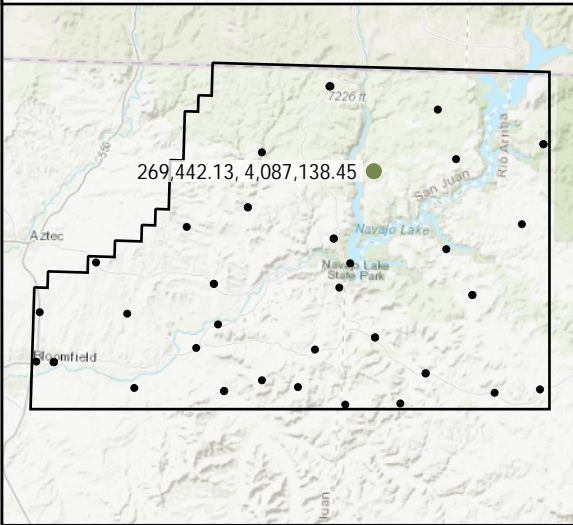 7226 ft
550
Rio Arriba
269,442.13, 4,087,138.45
San Juan
Aztec
Navajo Lake
Navajo Lake
State Park
Bloomfield
Juan